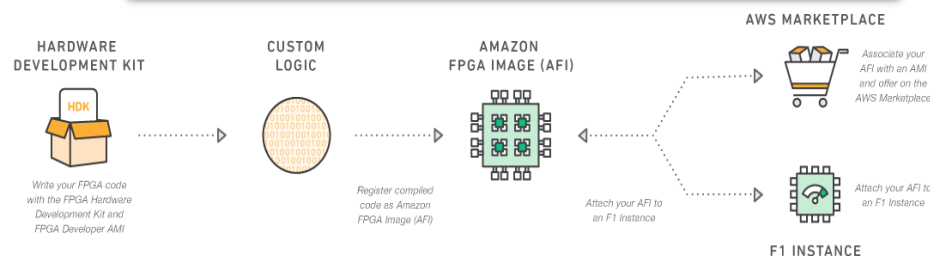 AWS MARKETPLACE
HARDWARE
DEVELOPMENT KIT
CUSTOM
LOGIC
AMAZON
FPGA IMAGE (AFI)
HDK
Associate your
AFI with an AMI
and offer on the
AWS Marketplace
Write your FPGA code
with the FPGA Hardware
Development Kit and
FPGA Developer AMI
Register compiled
code as Amazon
FPGA Image (AFI)
Attach your AFI to
an F1 Instance
Attach your AFI to
an F1 Instance
F1 INSTANCE